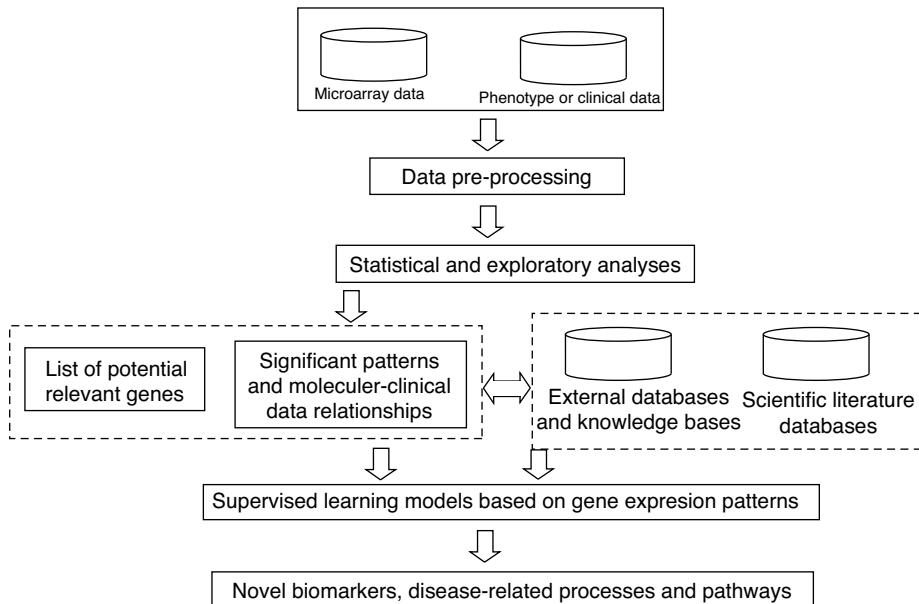 Microarray data
Phenotype or clinical data
Data pre-processing
Statistical and exploratory analyses
List of potential
relevant genes
Significant patterns
and moleculer-clinical
data relationships
External databases
and knowledge bases
Scientific literature
databases
Supervised learning models based on gene expresion patterns
Novel biomarkers, disease-related processes and pathways